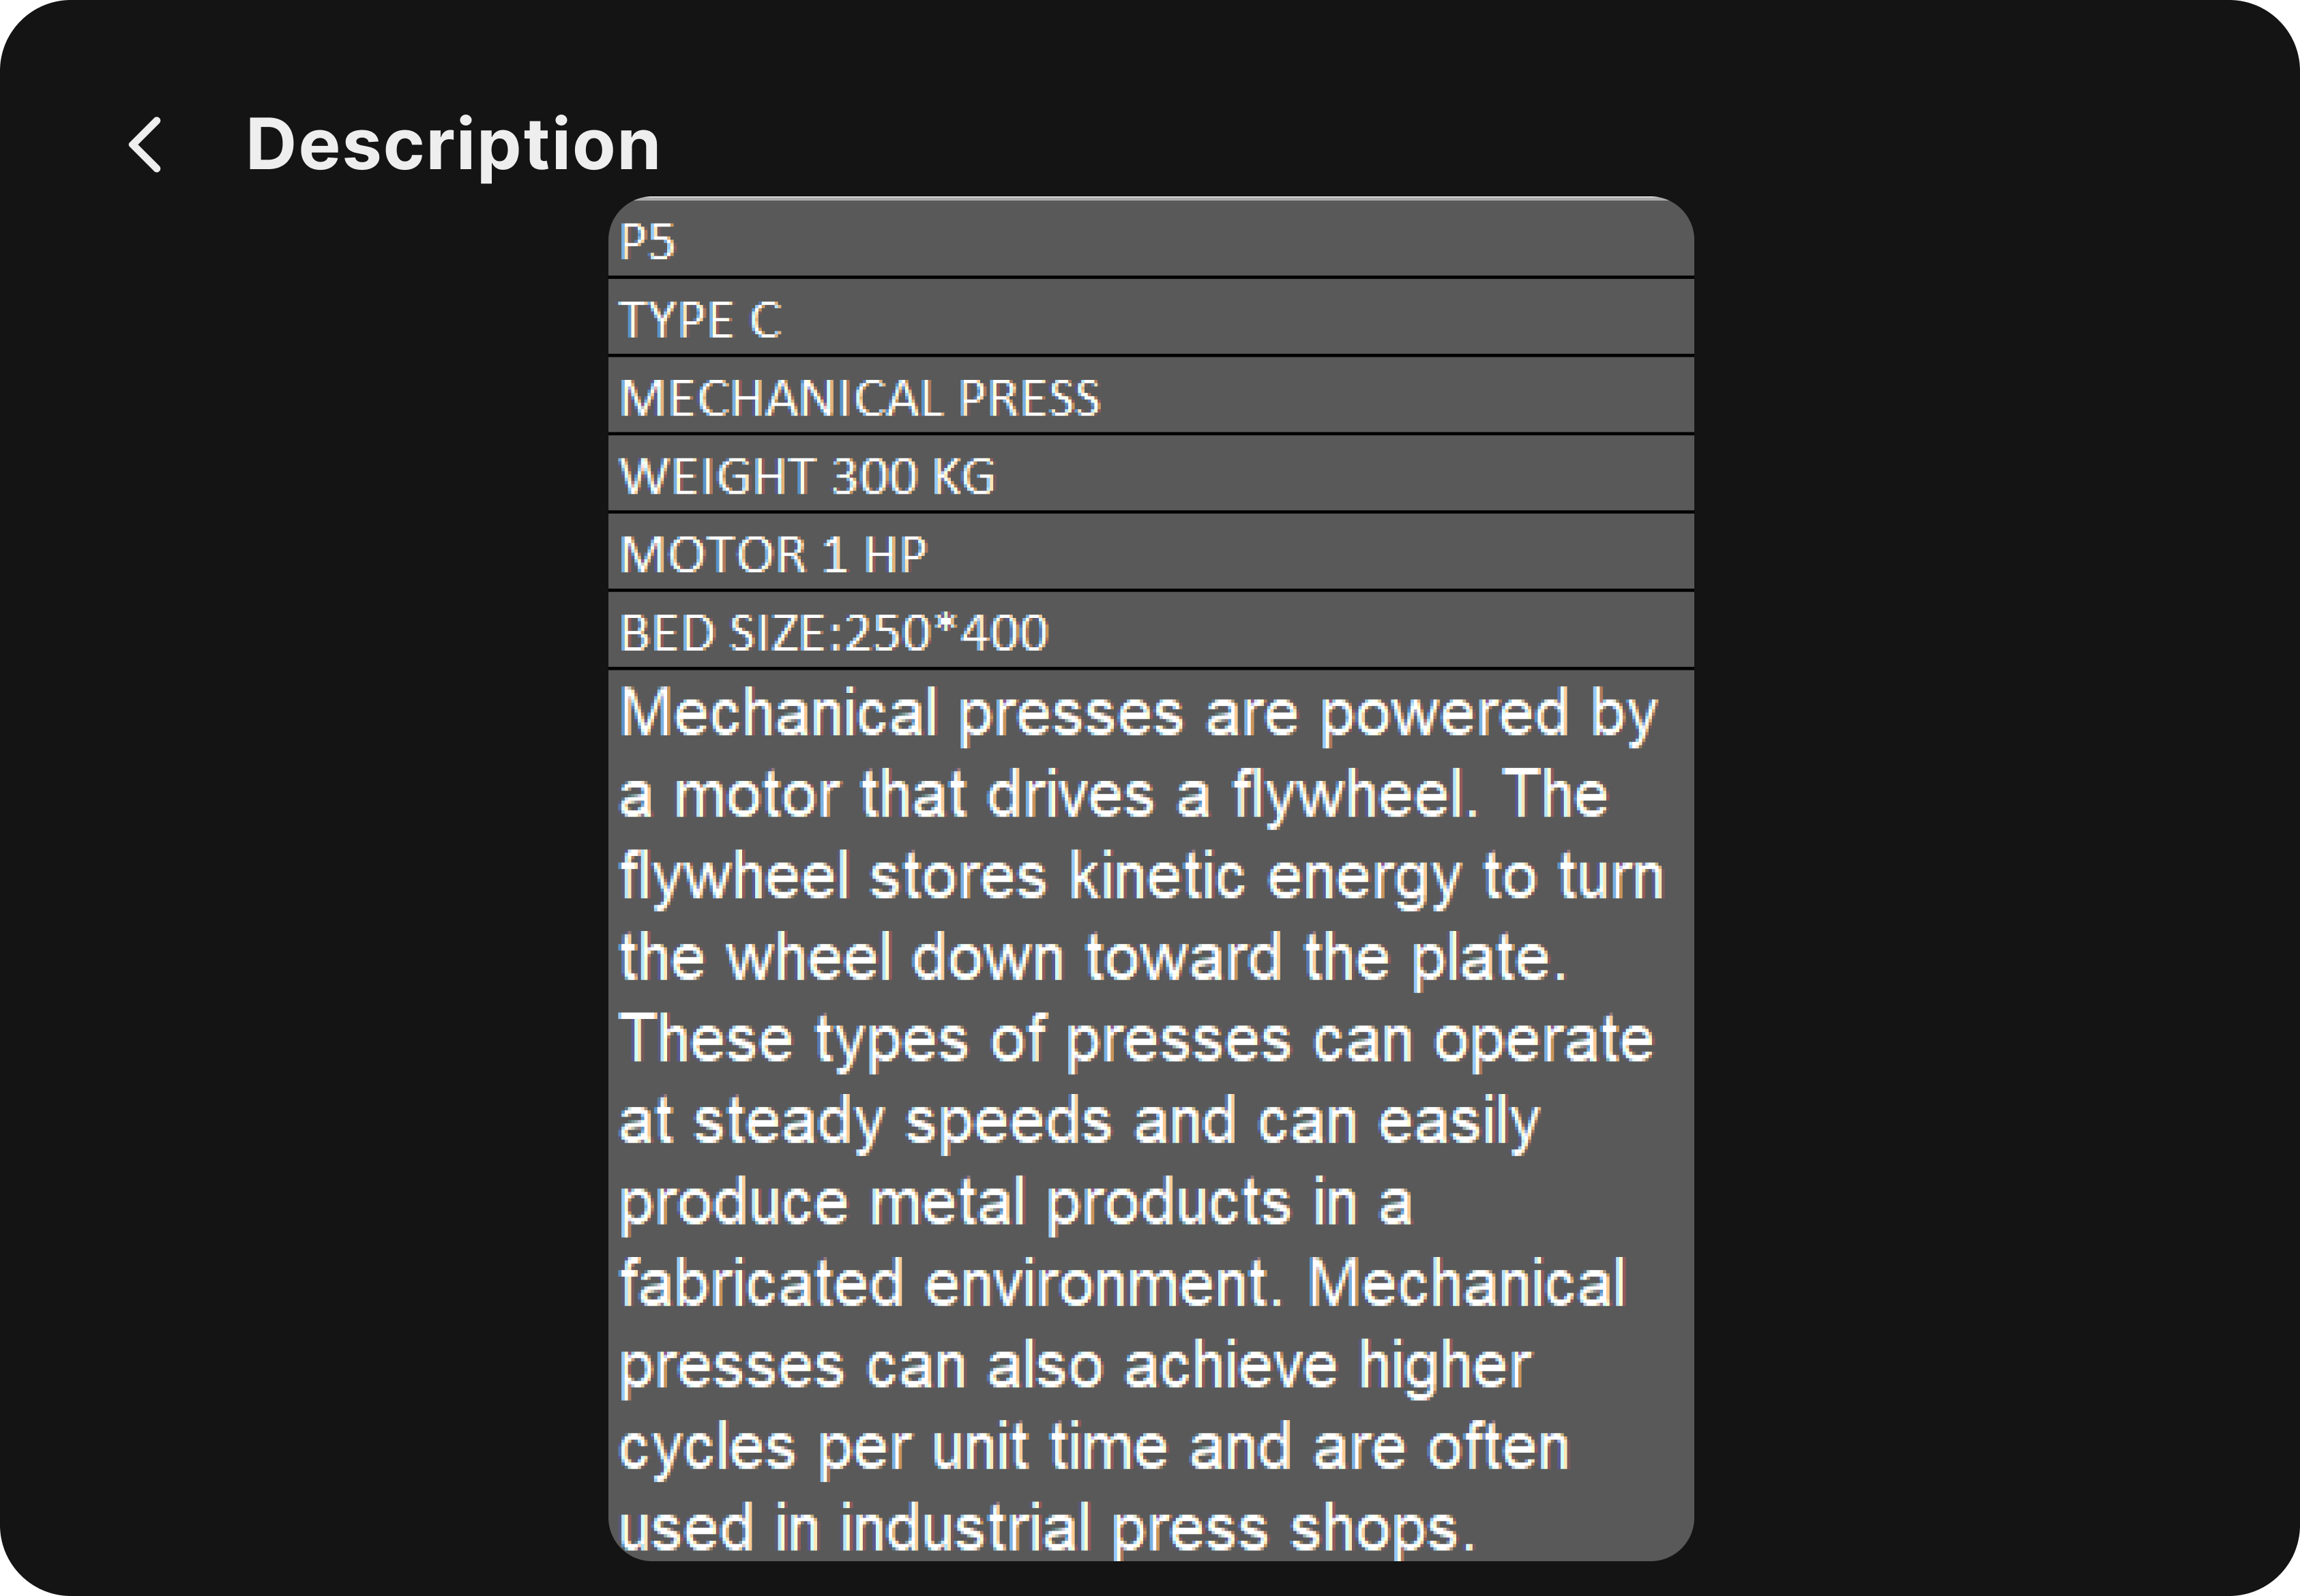 Description
P5
TYPE C
MECHANICAL PRESS
WEIGHT 300 KG
MOTOR 1 HP
BED SIZE:250*400
Mechanical presses are powered by
a motor that drives a flywheel. The
flywheel stores kinetic energy to turn
the wheel down toward the plate.
These types of presses can operate
at steady speeds and can easily
produce metal products in a
fabricated environment. Mechanical
presses can also achieve higher
cycles per unit time and are often
used in industrial press shops.